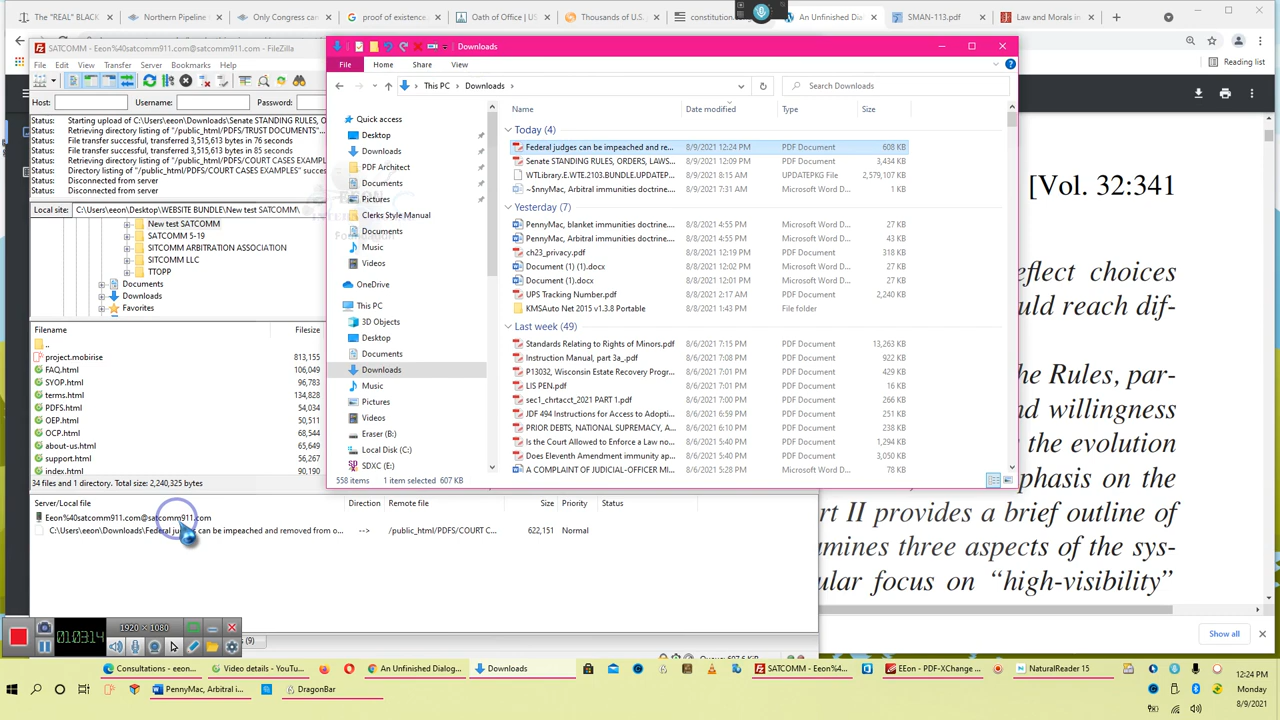 The "REAL" BLACK
Northern Pipeline
Only Congress can
proof of existence.
Oath of Office | U.S.
Thousands of U.S.
constitution.
An Unfinished Dia
SMAN-113.pdf
Law and Morals in
Reading list
SATCOMM - Eeon%40satcomm911.com@satcomm911.com - FileZilla
File Edit View Transfer Server Bookmarks Help
Host: Username: Password:
Status: Starting upload of C:\Users\eeon\Downloads\Senate STANDING RULES, O
Status: Retrieving directory listing of "/public_html/PDFS/TRUST DOCUMENTS"...
Status: File transfer successful, transferred 3,515,613 bytes in 76 seconds
Status: File transfer successful, transferred 3,515,613 bytes in 85 seconds
Status: Retrieving directory listing of "/public_html/PDFS/COURT CASES EXAMPL
Status: Directory listing of "/public_html/PDFS/COURT CASES EXAMPLES" succes
Status: Disconnected from server
Status: Disconnected from server
Local site: C:\Users\eeon\Desktop\WEBSITE BUNDLE\New test SATCOMM\
New test SATCOMM
SATCOMM 5-19
SITCOMM ARBITRATION ASSOCIATION
SITCOMM LLC
TTOPP
Documents
Downloads
Favorites
Filename Filesize
..
project.mobirise 813,155
FAQ.html 106,049
SYOP.html 96,783
terms.html 134,828
PDFS.html 54,034
OEP.html 50,511
OCP.html 68,544
about-us.html 65,649
support.html 56,267
index.html 90,190
34 files and 1 directory. Total size: 2,240,325 bytes
Server/Local file Direction Remote file Size Priority Status
Eeon%40satcomm911.com@satcomm911.com
C:\Users\eeon\Downloads\Federal judges can be impeached and removed from o... --> /public_html/PDFS/COURT C... 622,151 Normal
Downloads
File Home Share View
This PC Downloads
Search Downloads
Quick access
Desktop
Downloads
PDF Architect
Documents
Pictures
Clerks Style Manual
Documents
Music
Videos
OneDrive
This PC
3D Objects
Desktop
Documents
Downloads
Music
Pictures
Videos
Eraser (B:)
Local Disk (C:)
SDXC (E:)
Name Date modified Type Size
Today (4)
Federal judges can be impeached and re... 8/9/2021 12:24 PM PDF Document 608 KB
Senate STANDING RULES, ORDERS, LAWS... 8/9/2021 12:09 PM PDF Document 3,434 KB
WTLibrary.E.WTE.2103.BUNDLE.UPDATEP... 8/9/2021 8:15 AM UPDATEPKG File 2,579,107 KB
~$nnyMac, Arbitral immunities doctrine.... 8/9/2021 7:31 AM Microsoft Word D... 1 KB
Yesterday (7)
PennyMac, blanket immunities doctrine.... 8/8/2021 4:55 PM Microsoft Word D... 27 KB
PennyMac, Arbitral immunities doctrine.... 8/8/2021 4:55 PM Microsoft Word D... 43 KB
ch23_privacy.pdf 8/8/2021 12:19 PM PDF Document 318 KB
Document (1) (1).docx 8/8/2021 12:02 PM Microsoft Word D... 27 KB
Document (1).docx 8/8/2021 12:01 PM Microsoft Word D... 27 KB
UPS Tracking Number.pdf 8/8/2021 2:17 AM PDF Document 2,240 KB
KMSAuto Net 2015 v1.3.8 Portable 8/8/2021 1:43 PM File folder
Last week (49)
Standards Relating to Rights of Minors.pdf 8/6/2021 7:15 PM PDF Document 13,263 KB
Instruction Manual, part 3a_.pdf 8/6/2021 7:01 PM PDF Document 962 KB
P13032, Wisconsin Estate Recovery Progr... 8/6/2021 7:01 PM PDF Document 429 KB
LIS PEN.pdf 8/6/2021 7:01 PM PDF Document 16 KB
sec1_chrtacct_2021 PART 1.pdf 8/6/2021 7:00 PM PDF Document 266 KB
JDF 494 Instructions for Access to Adopti... 8/6/2021 6:59 PM PDF Document 251 KB
PRIOR DEBTS, NATIONAL SUPREMACY, A... 8/6/2021 6:10 PM PDF Document 238 KB
Is the Court Allowed to Enforce a Law no... 8/6/2021 5:40 PM PDF Document 1,294 KB
Does Eleventh Amendment immunity ap... 8/6/2021 5:40 PM PDF Document 3,050 KB
A COMPLAINT OF JUDICIAL-OFFICER MI... 8/6/2021 5:28 PM PDF Document 48 KB
558 items 1 item selected 607 KB
[Vol. 32:341
eflect choices
uld reach dif-
he Rules, par-
nd willingness
the evolution
phasis on the
rt II provides a brief outline of
amines three aspects of the sys-
ular focus on “high-visibility”
Show all
1920 × 1080
01:03:14
(9)
Consultations - eeon...
Video details - YouTu...
An Unfinished Dialog...
Downloads
SATCOMM - Eeon%4...
EEon - PDF-XChange ...
NaturalReader 15
PennyMac, Arbitral i...
DragonBar
12:24 PM
Monday
8/9/2021